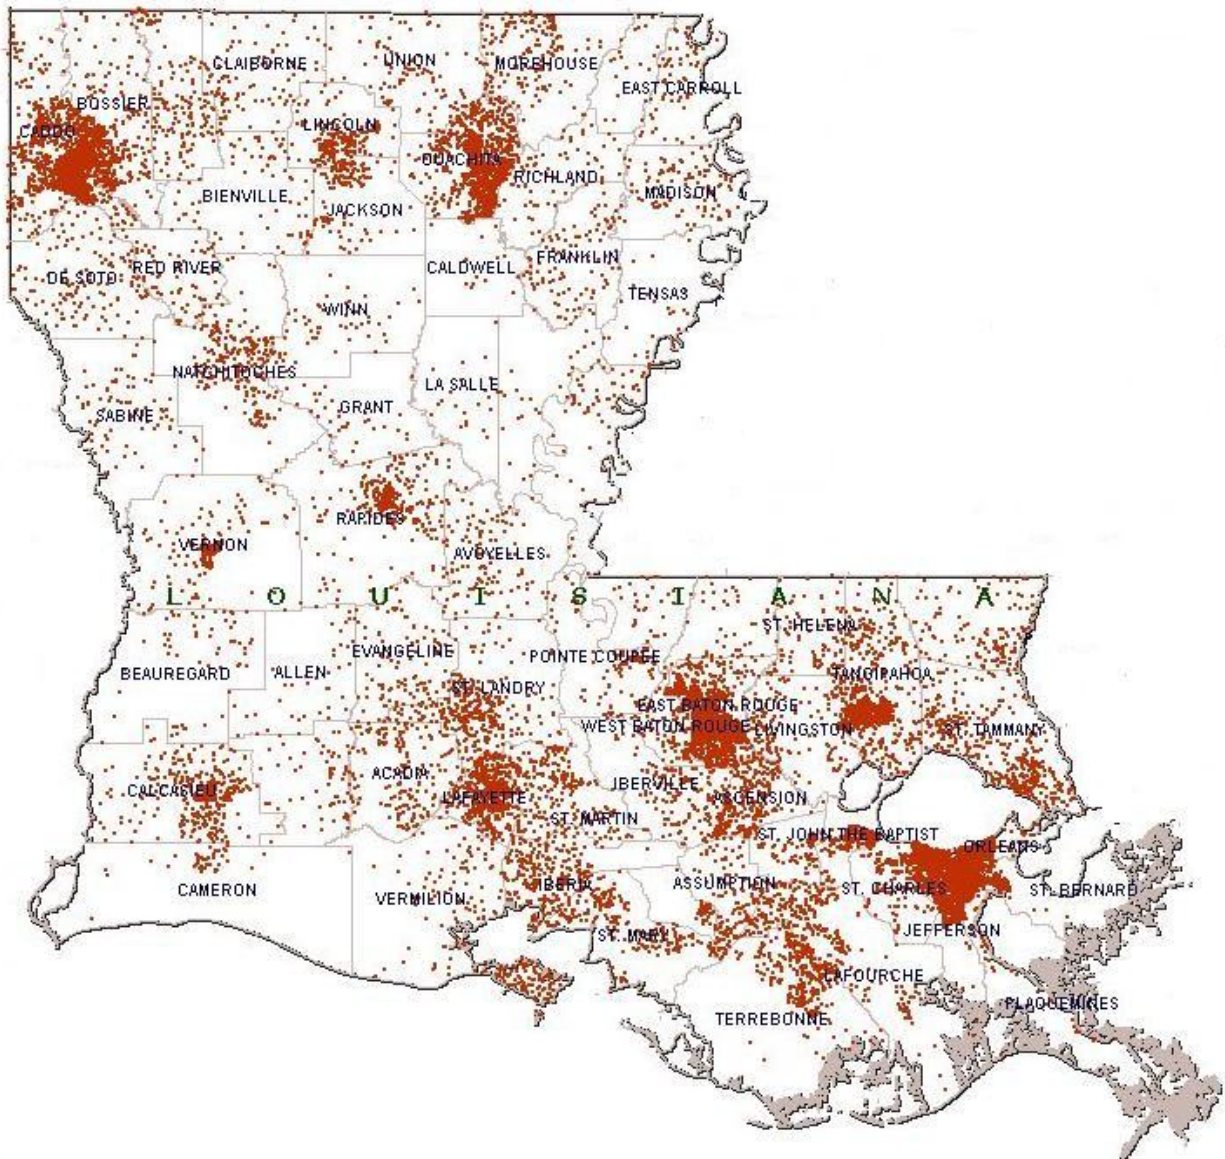 CLAIBORNE
UNION
MOREHOUSE
EAST CARROLL
BOSSIER
CADDO
LINCOLN
OUACHITA
RICHLAND
MADISON
BIENVILLE
JACKSON
DE SOTO
RED RIVER
CALDWELL
FRANKLIN
TENSAS
WINN
NATCHITOCHES
LA SALLE
SABINE
GRANT
RAPIDES
VERNON
AVOYELLES
L O U I S I A N A
ST. HELENA
EVANGELINE
POINTE COUPEE
BEAUREGARD
ALLEN
ST. LANDRY
TANGIPAHOA
EAST BATON ROUGE
WEST BATON ROUGE
LIVINGSTON
ST. TAMMANY
ACADIA
CALCASIEU
LAFAYETTE
IBERVILLE
ASCENSION
ST. MARTIN
ST. JOHN THE BAPTIST
ORLEANS
CAMERON
VERMILION
IBERIA
ASSUMPTION
ST. CHARLES
ST. BERNARD
ST. MARY
JEFFERSON
LAFOURCHE
PLAQUEMINES
TERREBONNE